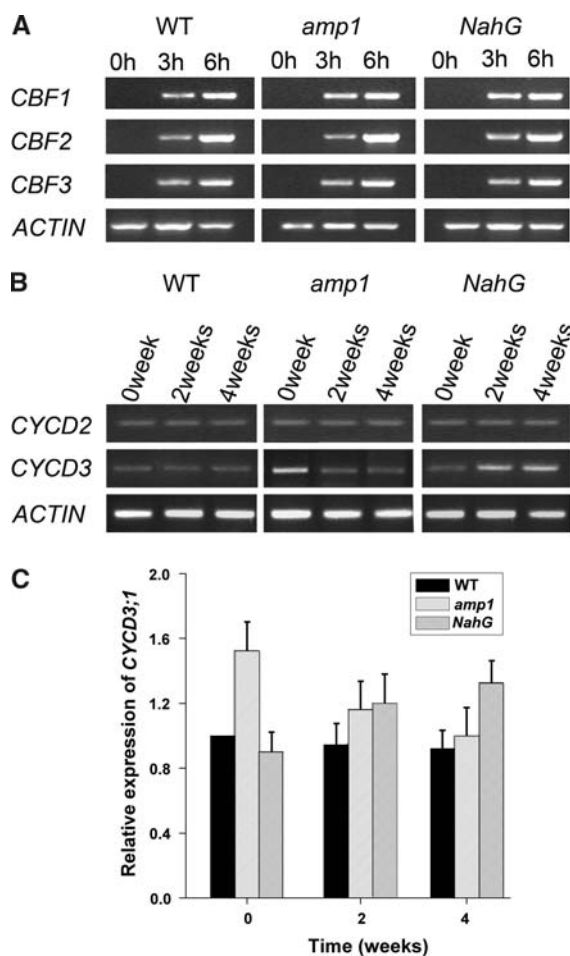 A
WT amp1 NahG
0h 3h 6h 0h 3h 6h 0h 3h 6h
CBF1
CBF2
CBF3
ACTIN
B
WT amp1 NahG
0week 2weeks 4weeks 0week 2weeks 4weeks 0week 2weeks 4weeks
CYCD2
CYCD3
ACTIN
C
Relative expression of CYCD3;1
2.0
1.6
1.2
0.8
0.4
0.0
WT
amp1
NahG
0 2 4
Time (weeks)